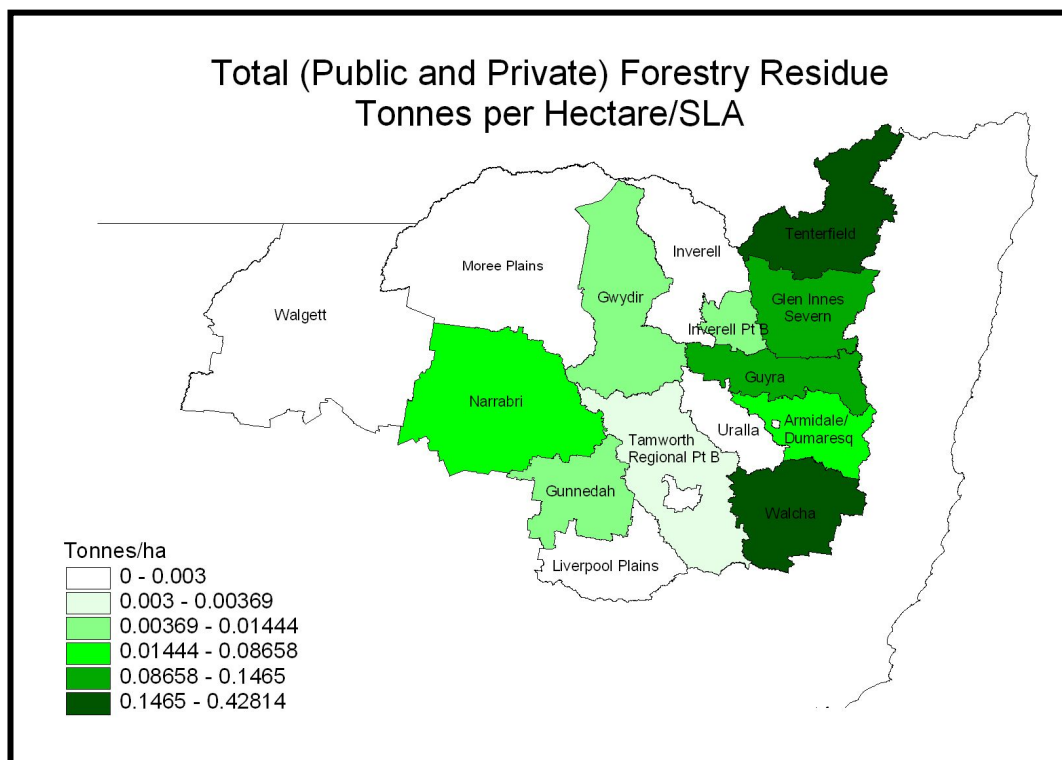 Total (Public and Private) Forestry Residue
Tonnes per Hectare/SLA
Tenterfield
Inverell
Moree Plains
Gwydir
Glen Innes
Severn
Walgett
Inverell Pt B
Guyra
Narrabri
Uralla
Armidale/
Dumaresq
Tamworth
Regional Pt B
Gunnedah
Walcha
Liverpool Plains
Tonnes/ha
0 - 0.003
0.003 - 0.00369
0.00369 - 0.01444
0.01444 - 0.08658
0.08658 - 0.1465
0.1465 - 0.42814